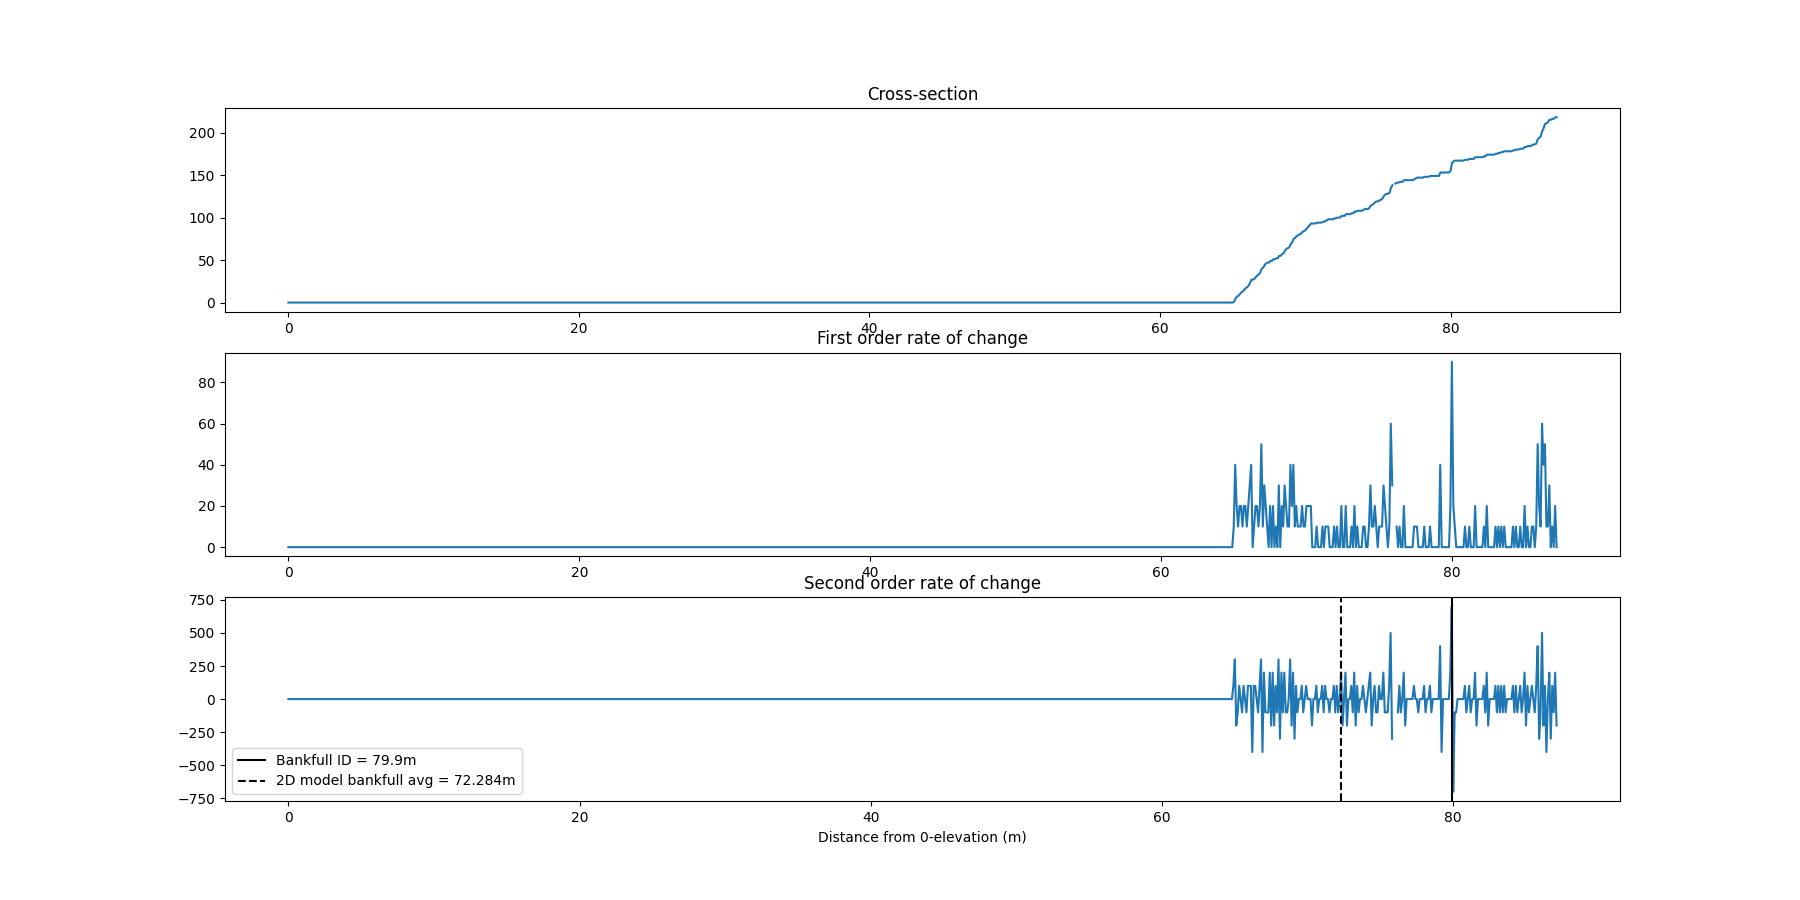 Cross-section
200
150
100
50
0
0 20 40 60 80
First order rate of change
80
60
40
20
0
0 20 40 60 80
Second order rate of change
750
500
250
0
−250
−500
−750
Bankfull ID = 79.9m
2D model bankfull avg = 72.284m
0 20 40 60 80
Distance from 0-elevation (m)